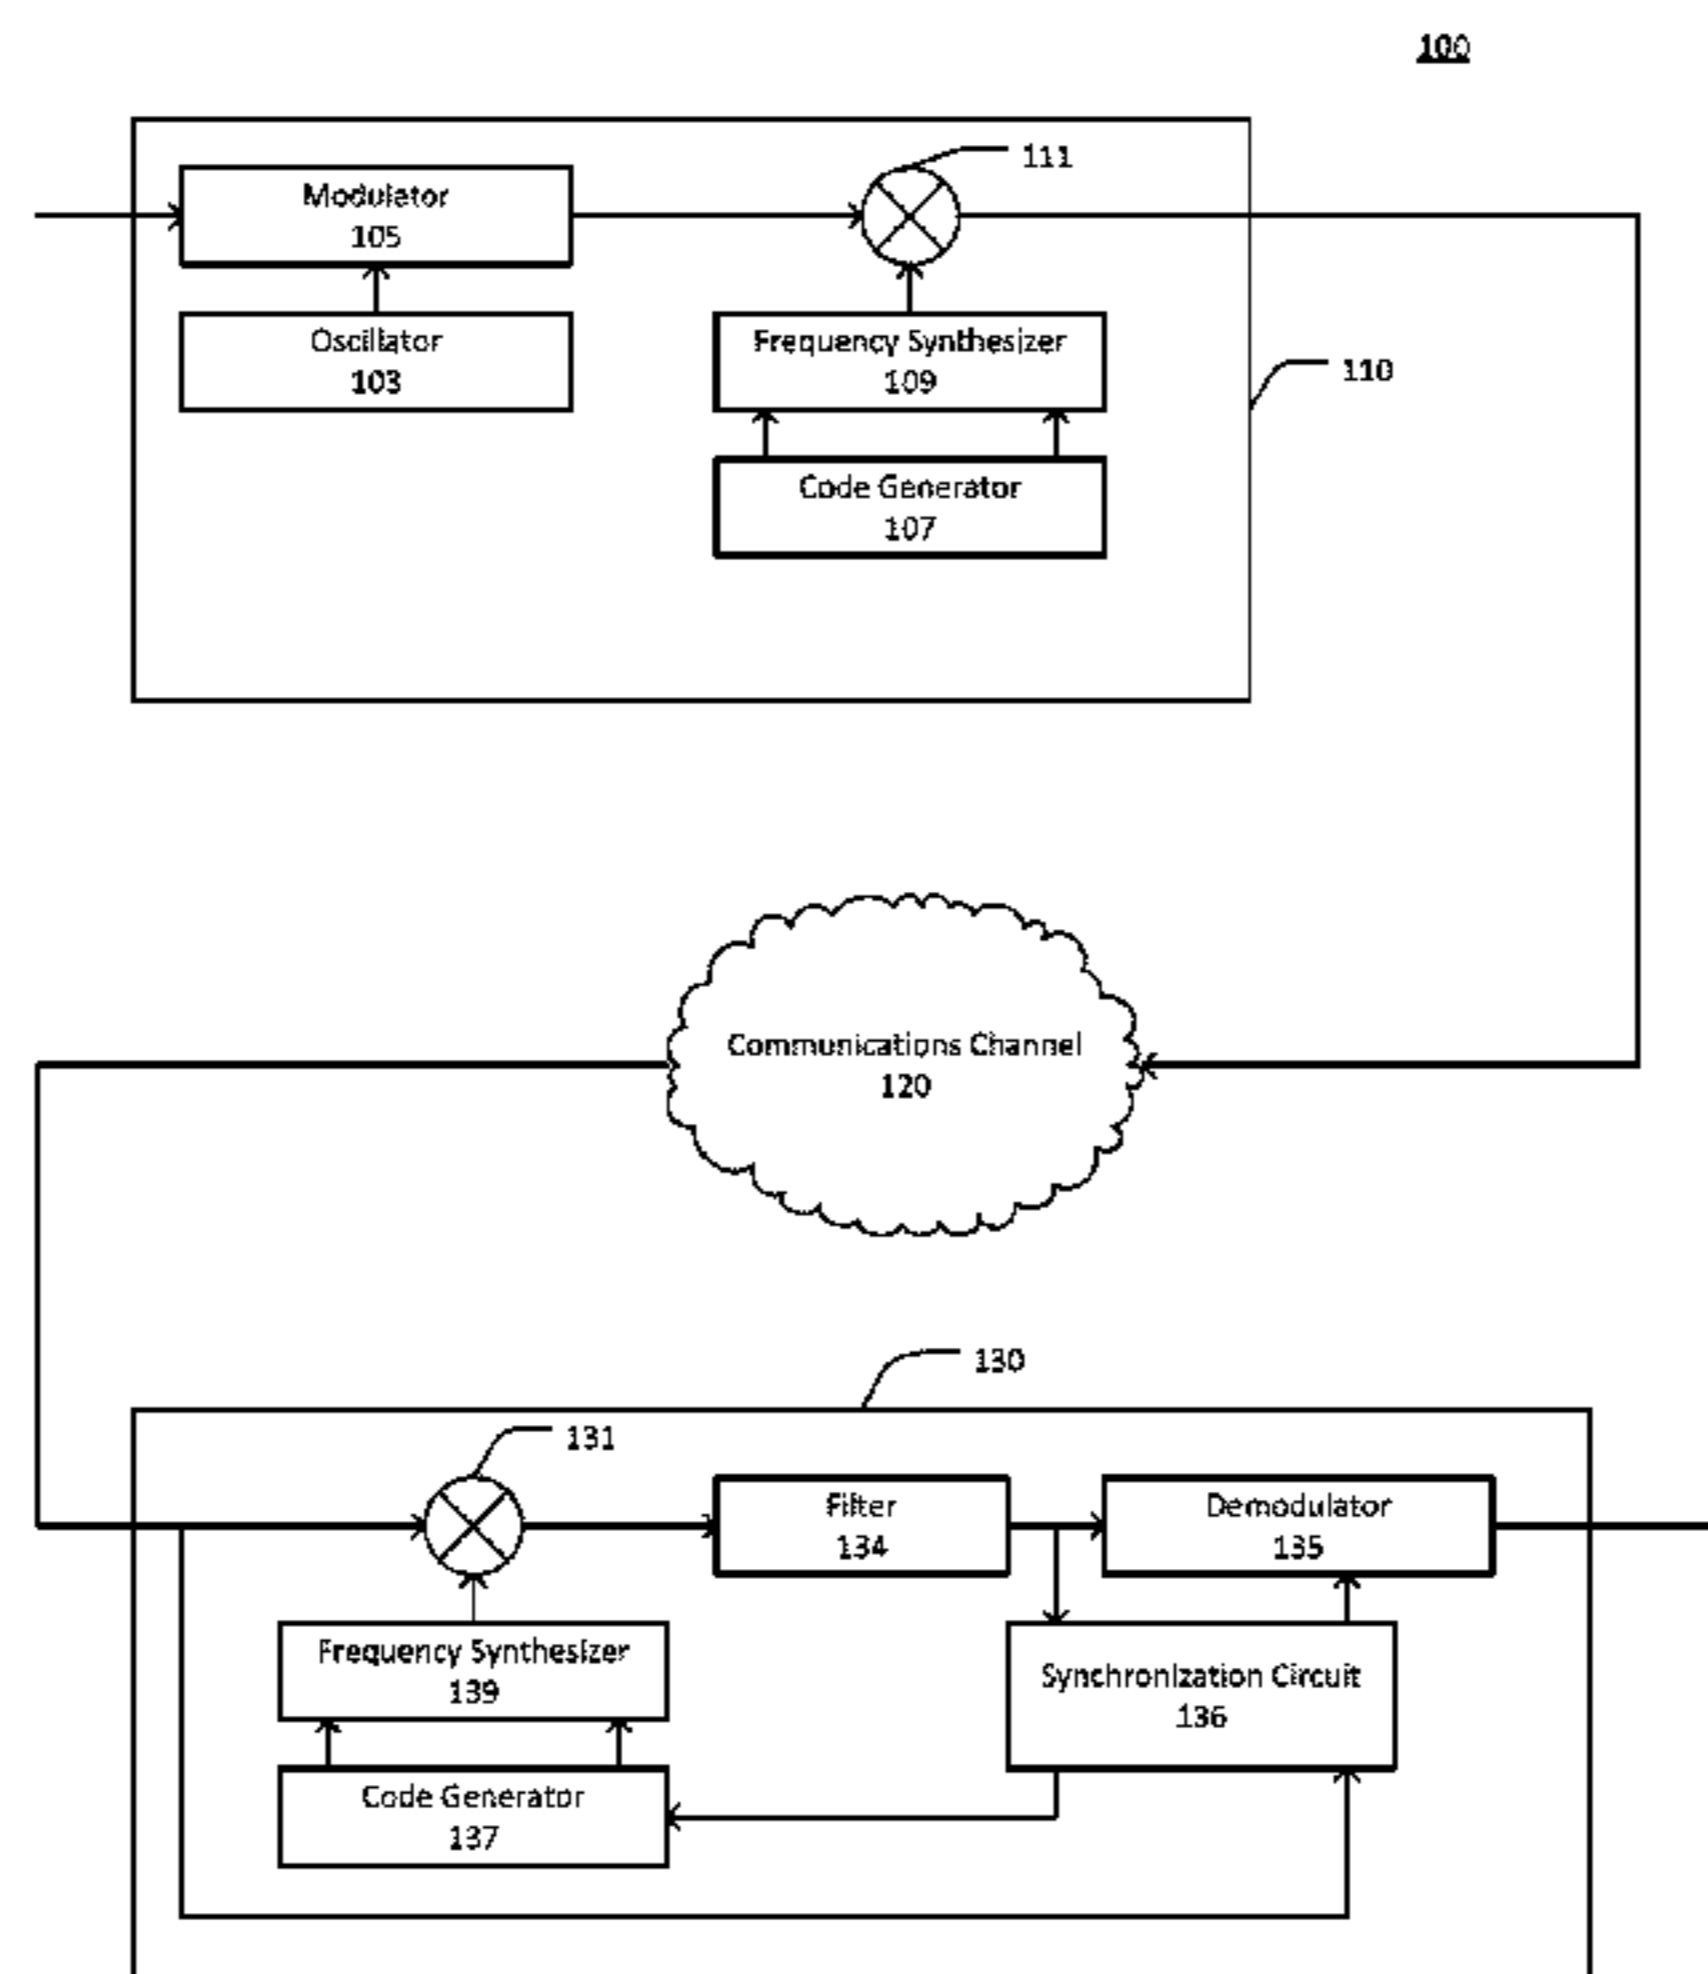 100
111
Modulator
105
Oscillator
103
Frequency Synthesizer
109
110
Code Generator
107
Communications Channel
120
130
131
Filter
134
Demodulator
135
Frequency Synthesizer
139
Synchronization Circuit
136
Code Generator
137